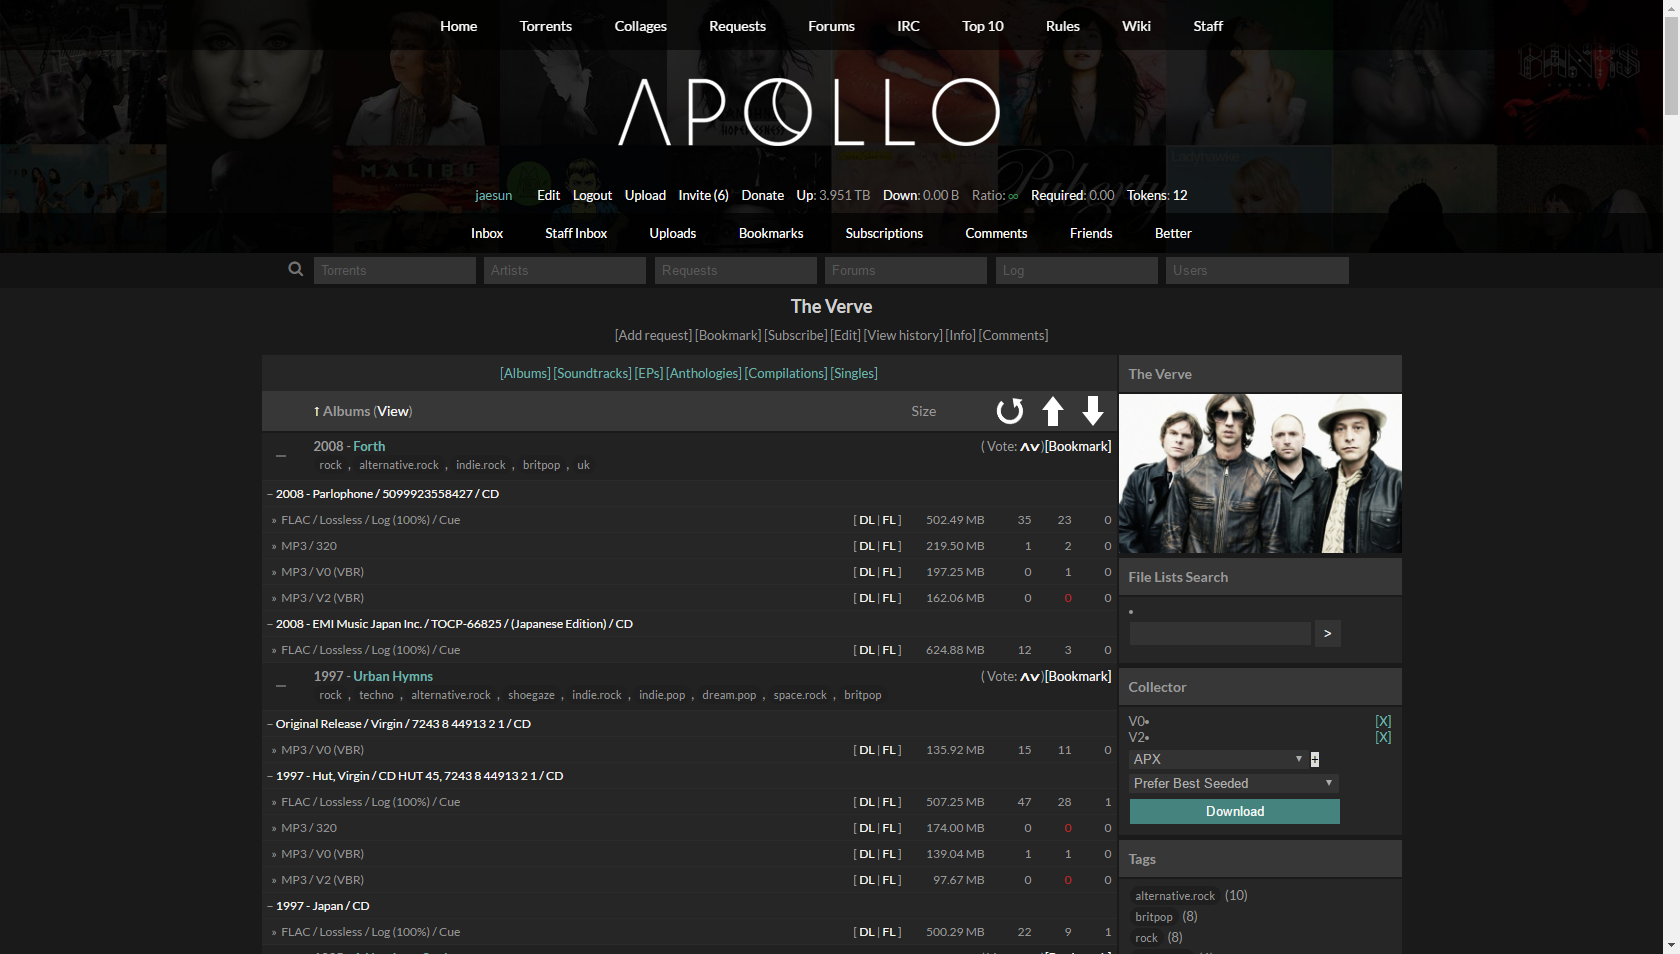 Home Torrents Collages Requests Forums IRC Top 10 Rules Wiki Staff
BANKS
APOLLO
MALIBU
Ladyhawke
jaesun Edit Logout Upload Invite (6) Donate Up: 3.951 TB Down: 0.00 B Ratio: ∞ Required: 0.00 Tokens: 12
Inbox Staff Inbox Uploads Bookmarks Subscriptions Comments Friends Better
Torrents Artists Requests Forums Log Users
The Verve
[Add request] [Bookmark] [Subscribe] [Edit] [View history] [Info] [Comments]
[Albums] [Soundtracks] [EPs] [Anthologies] [Compilations] [Singles]
↑ Albums (View) Size
2008 - Forth ( Vote: ʌv )[Bookmark]
rock , alternative.rock , indie.rock , britpop , uk
– 2008 - Parlophone / 5099923558427 / CD
» FLAC / Lossless / Log (100%) / Cue [ DL | FL ] 502.49 MB 35 23 0
» MP3 / 320 [ DL | FL ] 219.50 MB 1 2 0
» MP3 / V0 (VBR) [ DL | FL ] 197.25 MB 0 1 0
» MP3 / V2 (VBR) [ DL | FL ] 162.06 MB 0 0 0
– 2008 - EMI Music Japan Inc. / TOCP-66825 / (Japanese Edition) / CD
» FLAC / Lossless / Log (100%) / Cue [ DL | FL ] 624.88 MB 12 3 0
1997 - Urban Hymns ( Vote: ʌv )[Bookmark]
rock , techno , alternative.rock , shoegaze , indie.rock , indie.pop , dream.pop , space.rock , britpop
– Original Release / Virgin / 7243 8 44913 2 1 / CD
» MP3 / V0 (VBR) [ DL | FL ] 135.92 MB 15 11 0
– 1997 - Hut, Virgin / CD HUT 45, 7243 8 44913 2 1 / CD
» FLAC / Lossless / Log (100%) / Cue [ DL | FL ] 507.25 MB 47 28 1
» MP3 / 320 [ DL | FL ] 174.00 MB 0 0 0
» MP3 / V0 (VBR) [ DL | FL ] 139.04 MB 1 1 0
» MP3 / V2 (VBR) [ DL | FL ] 97.67 MB 0 0 0
– 1997 - Japan / CD
» FLAC / Lossless / Log (100%) / Cue [ DL | FL ] 500.29 MB 22 9 1
The Verve
File Lists Search
•
>
Collector
V0• [X]
V2• [X]
APX +
Prefer Best Seeded
Download
Tags
alternative.rock (10)
britpop (8)
rock (8)